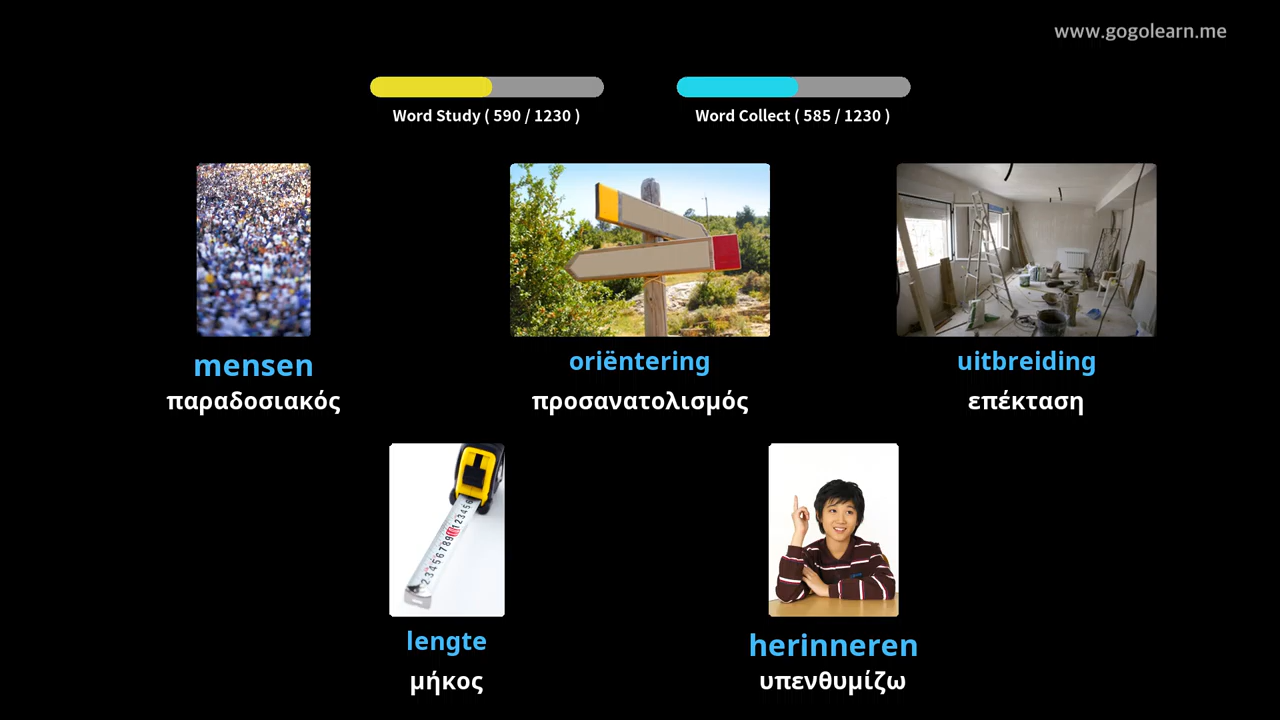 www.gogolearn.me
Word Study ( 590 / 1230 )
Word Collect ( 585 / 1230 )
mensen
παραδοσιακός
oriëntering
προσανατολισμός
uitbreiding
επέκταση
lengte
μήκος
herinneren
υπενθυμίζω